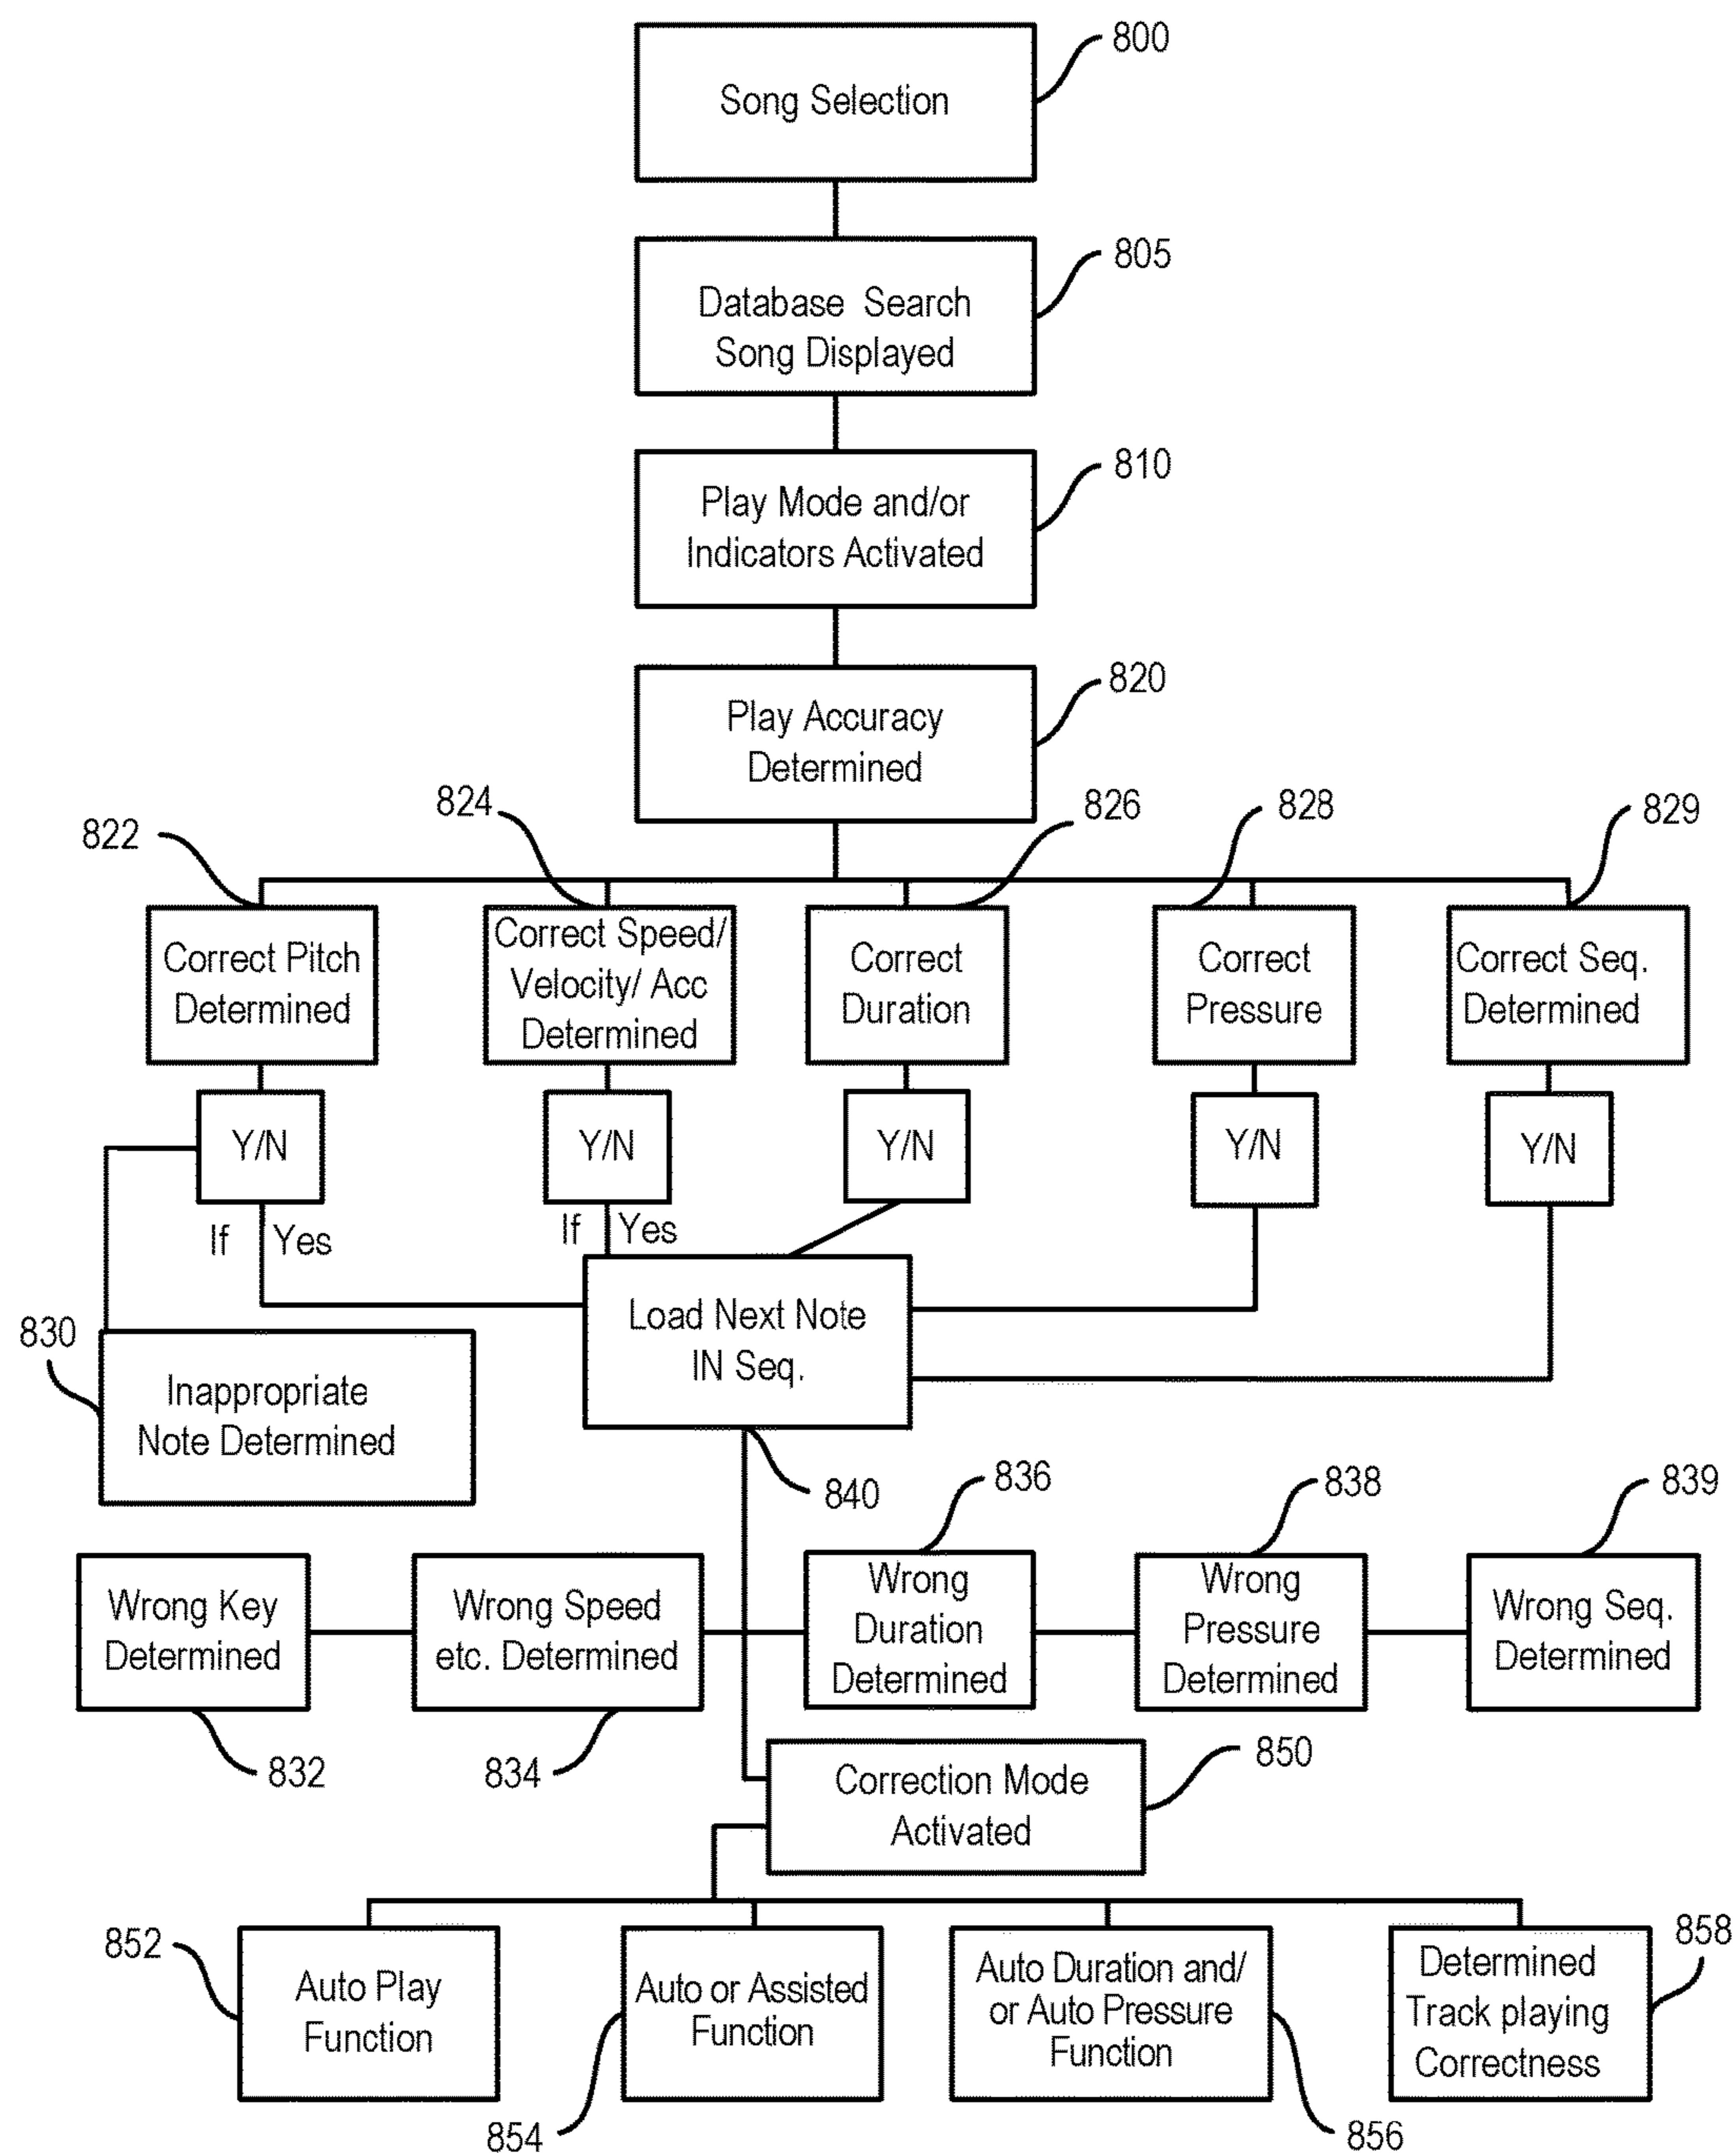 800
Song Selection
805
Database Search
Song Displayed
810
Play Mode and/or
Indicators Activated
820
Play Accuracy
Determined
822
824
826
828
829
Correct Pitch
Determined
Correct Speed/
Velocity/ Acc
Determined
Correct
Duration
Correct
Pressure
Correct Seq.
Determined
Y/N
Y/N
Y/N
Y/N
Y/N
If Yes
If Yes
Load Next Note
IN Seq.
830
Inappropriate
Note Determined
840
836
838
839
Wrong Key
Determined
Wrong Speed
etc. Determined
Wrong
Duration
Determined
Wrong
Pressure
Determined
Wrong Seq.
Determined
832
834
850
Correction Mode
Activated
852
Auto Play
Function
Auto or Assisted
Function
854
Auto Duration and/
or Auto Pressure
Function
856
Determined
Track playing
Correctness
858